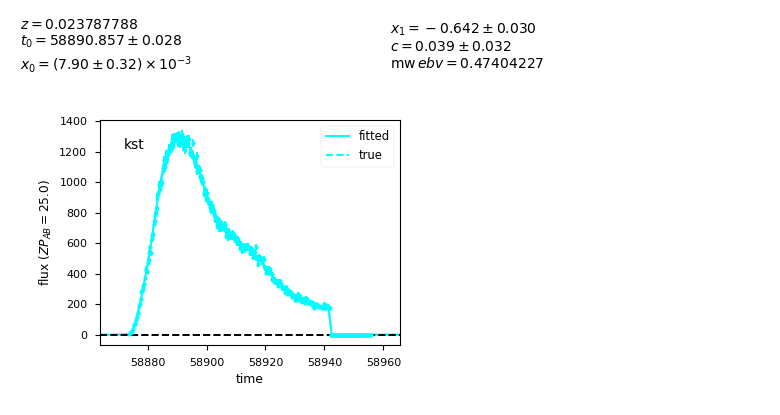 z = 0.023787788
t₀ = 58890.857 ± 0.028
x₀ = (7.90 ± 0.32) × 10⁻³
x₁ = −0.642 ± 0.030
c = 0.039 ± 0.032
mw ebv = 0.47404227
1400
1200
1000
800
600
400
200
0
flux (ZP_AB = 25.0)
kst
fitted
true
58880 58900 58920 58940 58960
time